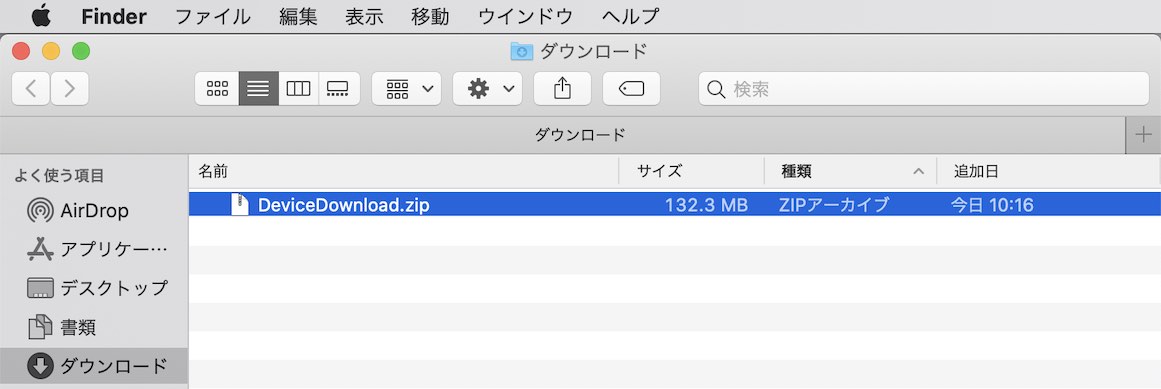 Finder ファイル 編集 表示 移動 ウインドウ ヘルプ
ダウンロード
検索
ダウンロード
よく使う項目
名前 サイズ 種類 追加日
AirDrop
DeviceDownload.zip 132.3 MB ZIPアーカイブ 今日 10:16
アプリケー…
デスクトップ
書類
ダウンロード